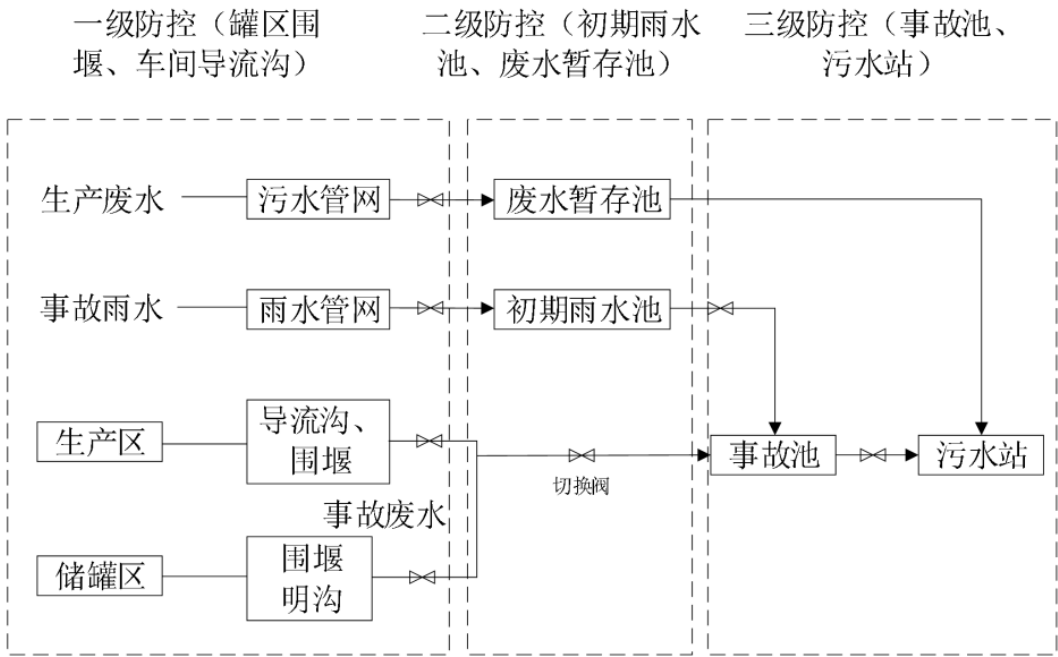 一级防控（罐区围
堰、车间导流沟）
二级防控（初期雨水
池、废水暂存池）
三级防控（事故池、
污水站）
生产废水
污水管网
废水暂存池
事故雨水
雨水管网
初期雨水池
生产区
导流沟、
围堰
切换阀
事故池
污水站
事故废水
储罐区
围堰
明沟